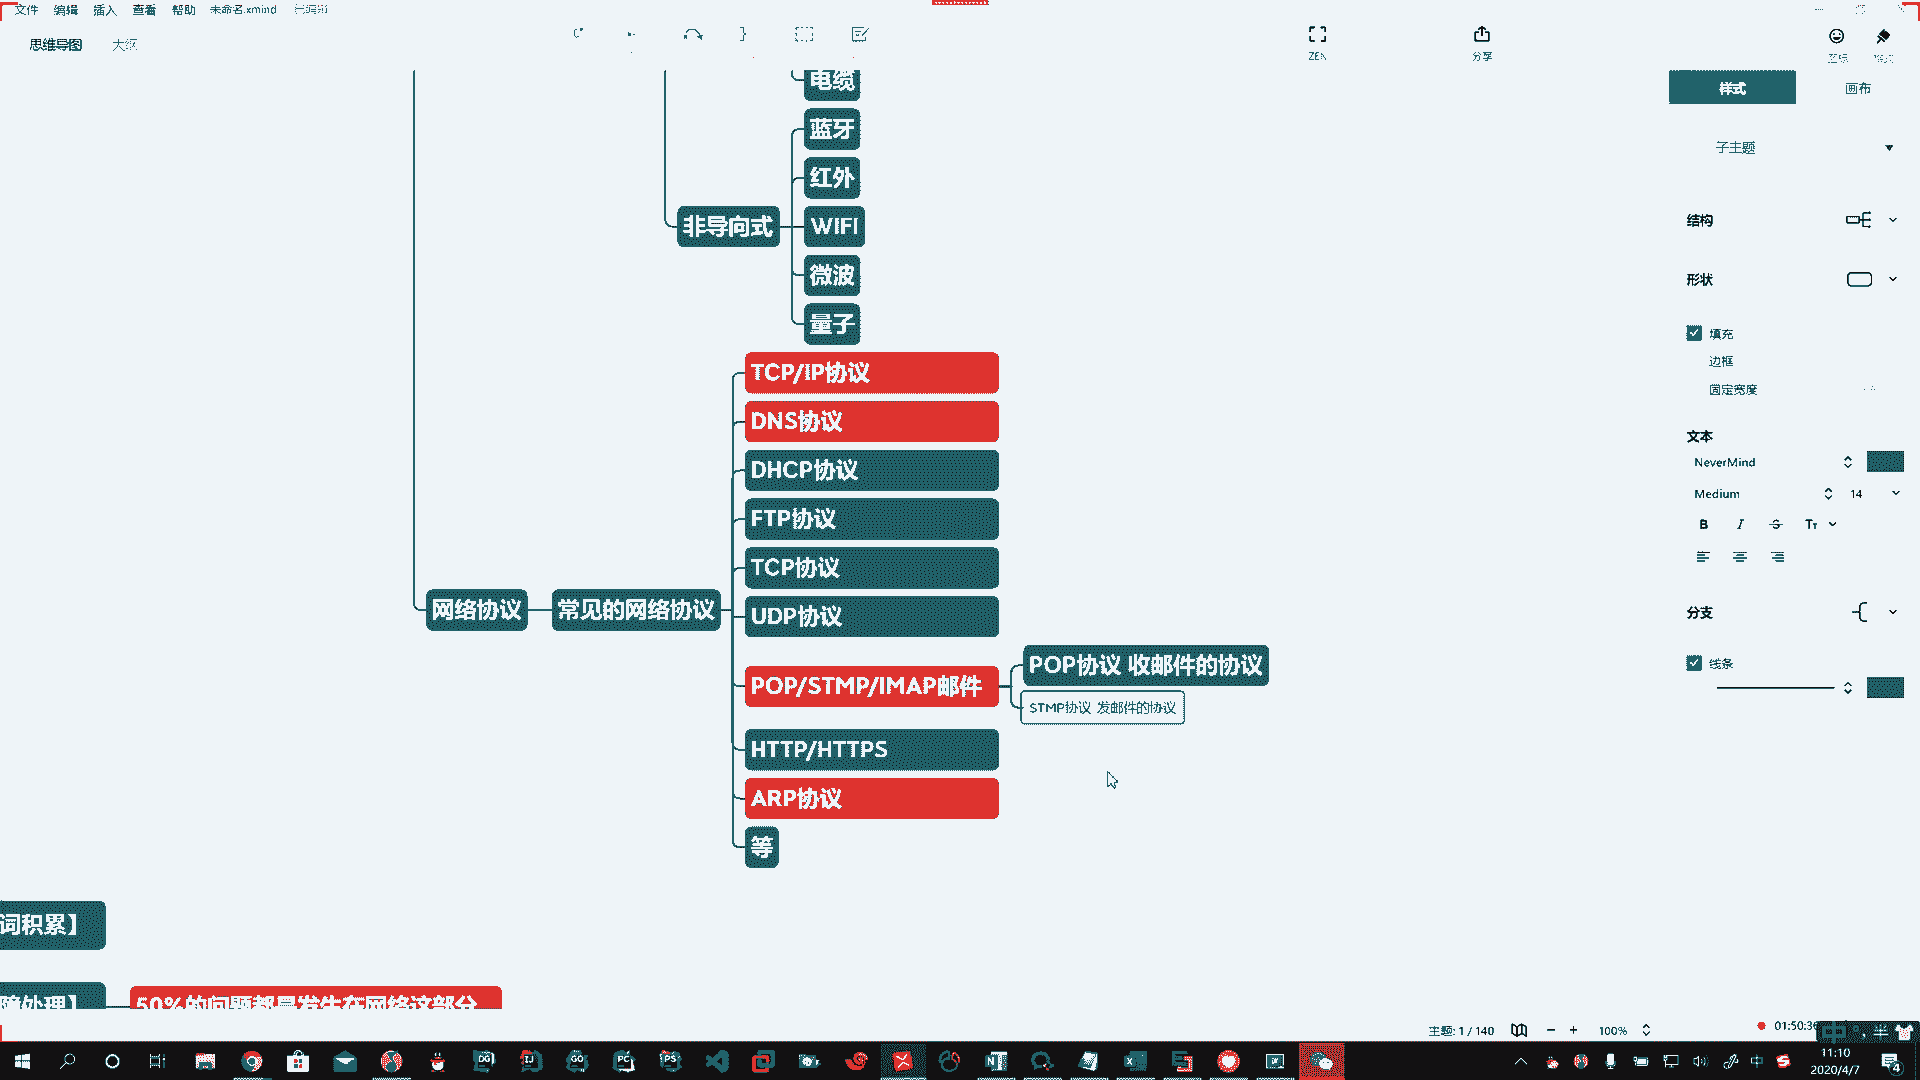 文件 编辑 插入 查看 帮助 未命名.xmind 已编辑
思维导图 大纲
ZEN
分享
样式 画布
电缆
蓝牙
红外
WIFI
微波
量子
非导向式
TCP/IP协议
DNS协议
DHCP协议
FTP协议
TCP协议
UDP协议
网络协议 常见的网络协议
POP/STMP/IMAP邮件
POP协议 收邮件的协议
STMP协议 发邮件的协议
HTTP/HTTPS
ARP协议
等
词积累】
障处理】
50%的问题都是发生在网络这部分
子主题
结构
形状
填充
边框
固定宽度
文本
NeverMind
Medium 14
B I S Tт
分支
线条
主题: 1 / 140
100%
01:50:36
中
11:10
2020/4/7
4